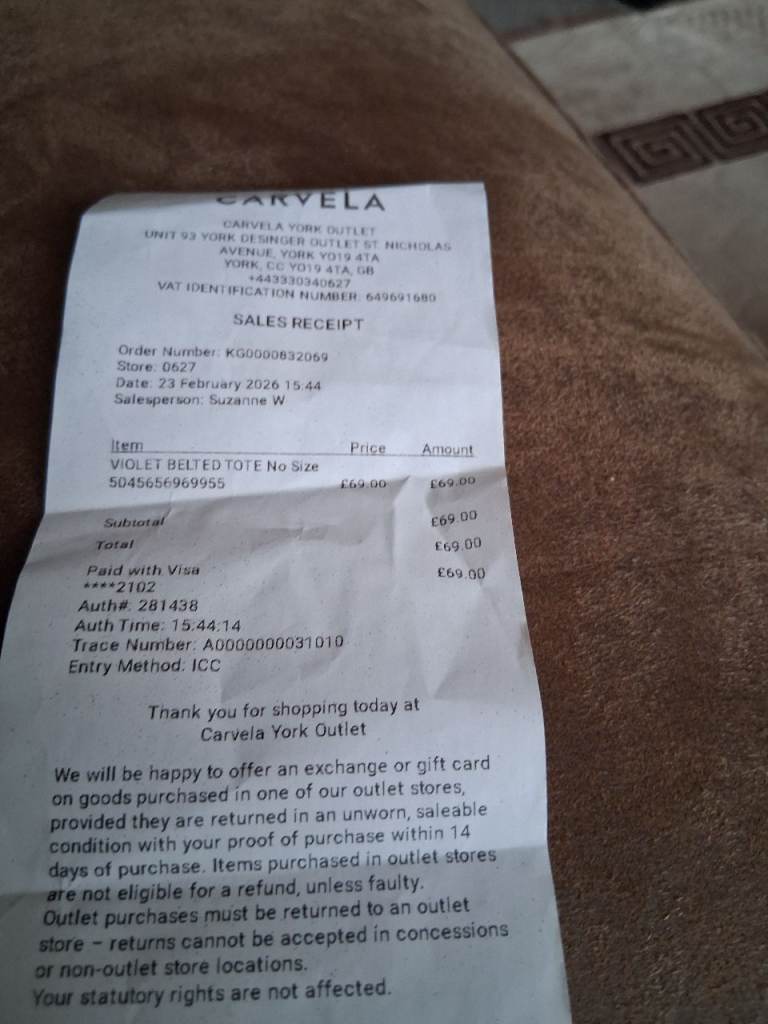 CARVELA
CARVELA YORK OUTLET
UNIT 93 YORK DESINGER OUTLET ST. NICHOLAS
AVENUE, YORK YO19 4TA
YORK, CC YO19 4TA, GB
+443330340627
VAT IDENTIFICATION NUMBER: 649691680
SALES RECEIPT
Order Number: KG0000832069
Store: 0627
Date: 23 February 2026 15:44
Salesperson: Suzanne W
Item Price Amount
VIOLET BELTED TOTE No Size
5045656969955 £69.00 £69.00
Subtotal £69.00
Total £69.00
Paid with Visa £69.00
****2102
Auth#: 281438
Auth Time: 15:44:14
Trace Number: A0000000031010
Entry Method: ICC
Thank you for shopping today at
Carvela York Outlet
We will be happy to offer an exchange or gift card
on goods purchased in one of our outlet stores,
provided they are returned in an unworn, saleable
condition with your proof of purchase within 14
days of purchase. Items purchased in outlet stores
are not eligible for a refund, unless faulty.
Outlet purchases must be returned to an outlet
store – returns cannot be accepted in concessions
or non-outlet store locations.
Your statutory rights are not affected.